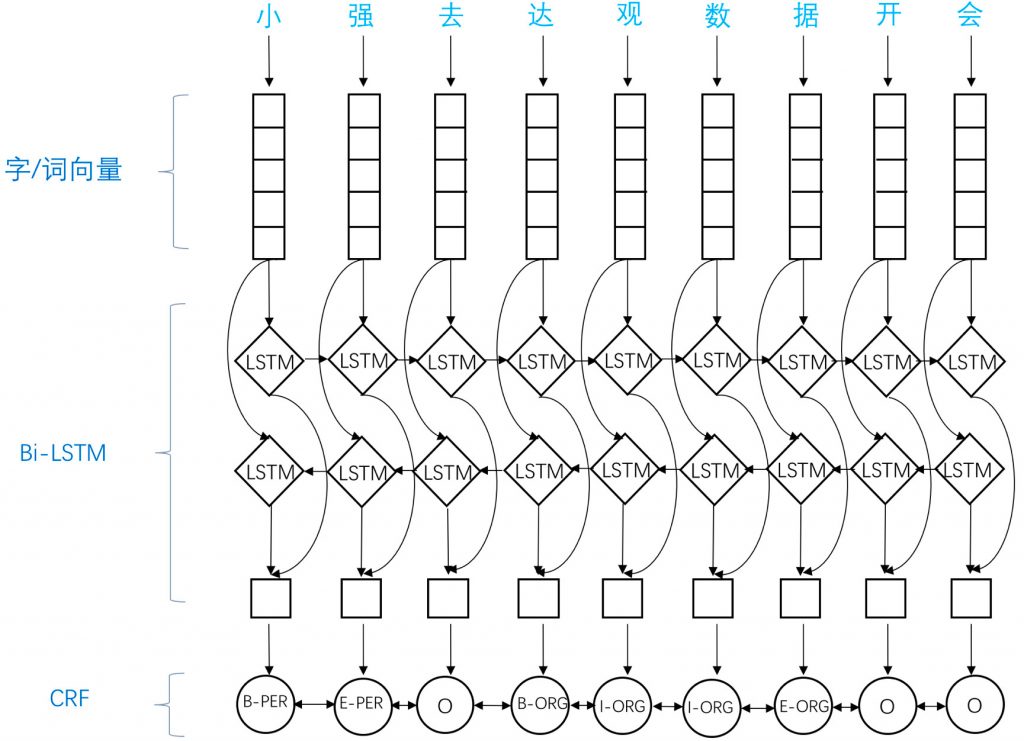 小 强 去 达 观 数 据 开 会
字/词向量
LSTM LSTM LSTM LSTM LSTM LSTM LSTM LSTM LSTM
Bi-LSTM
LSTM LSTM LSTM LSTM LSTM LSTM LSTM LSTM LSTM
CRF
B-PER E-PER O B-ORG I-ORG I-ORG E-ORG O O